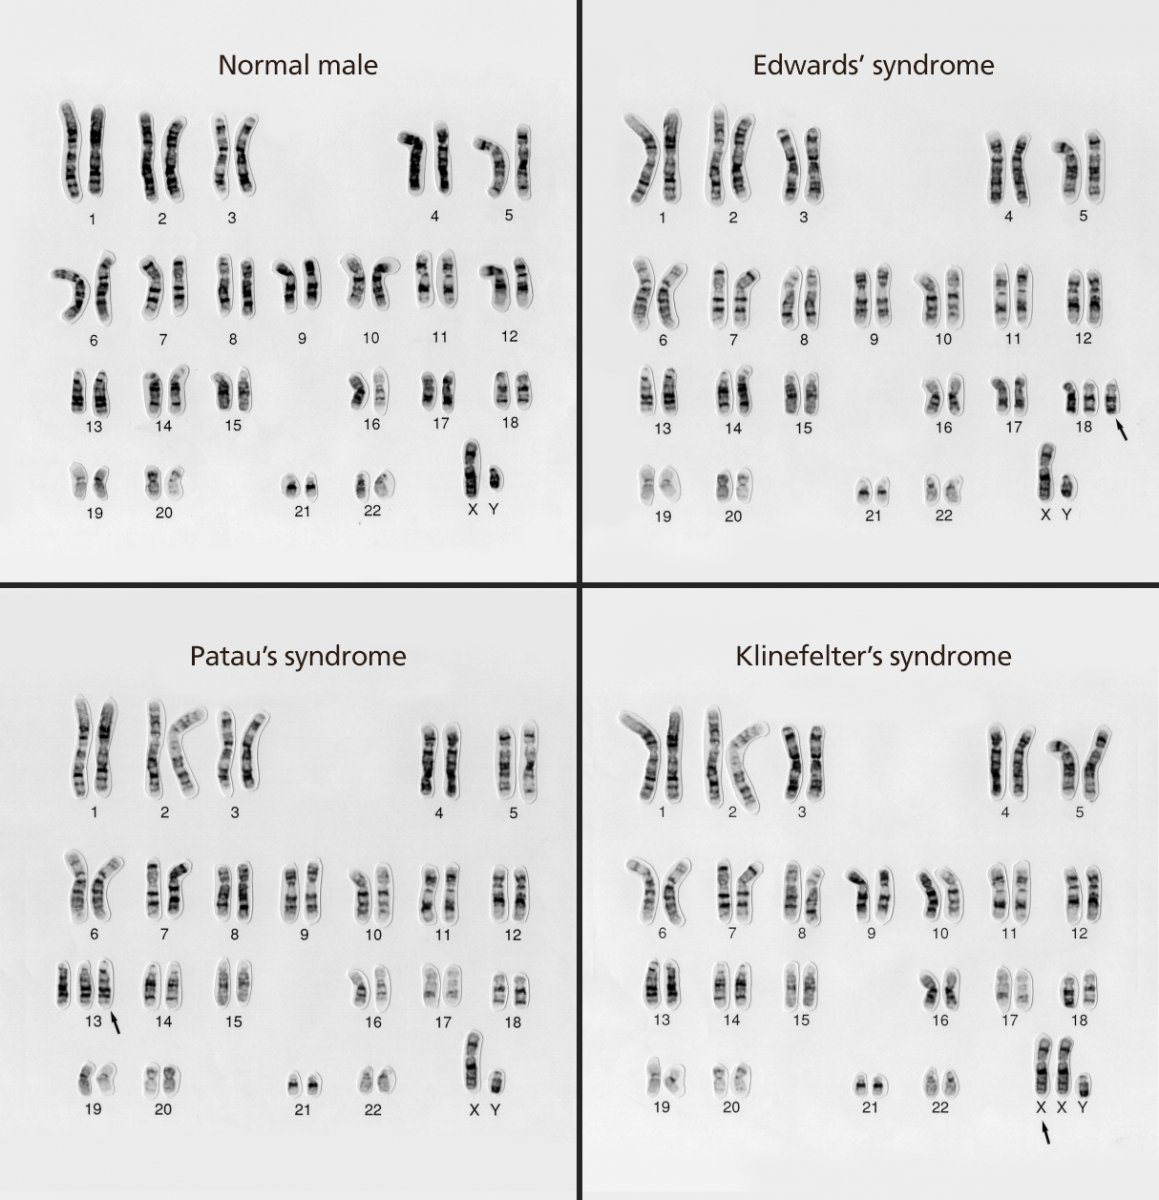 Normal male
1 2 3 4 5
6 7 8 9 10 11 12
13 14 15 16 17 18
19 20 21 22 X Y
Edwards’ syndrome
1 2 3 4 5
6 7 8 9 10 11 12
13 14 15 16 17 18
19 20 21 22 X Y
Patau’s syndrome
1 2 3 4 5
6 7 8 9 10 11 12
13 14 15 16 17 18
19 20 21 22 X Y
Klinefelter’s syndrome
1 2 3 4 5
6 7 8 9 10 11 12
13 14 15 16 17 18
19 20 21 22 X X Y